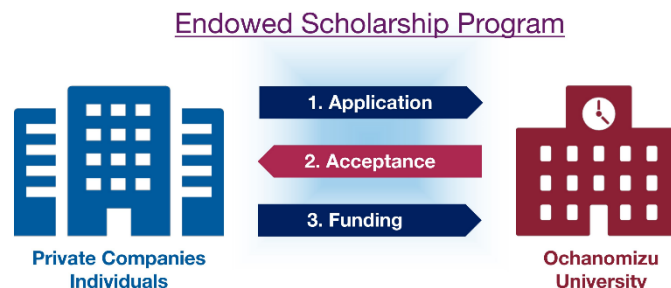 Endowed Scholarship Program
1. Application
2. Acceptance
3. Funding
Private Companies
Individuals
Ochanomizu
University